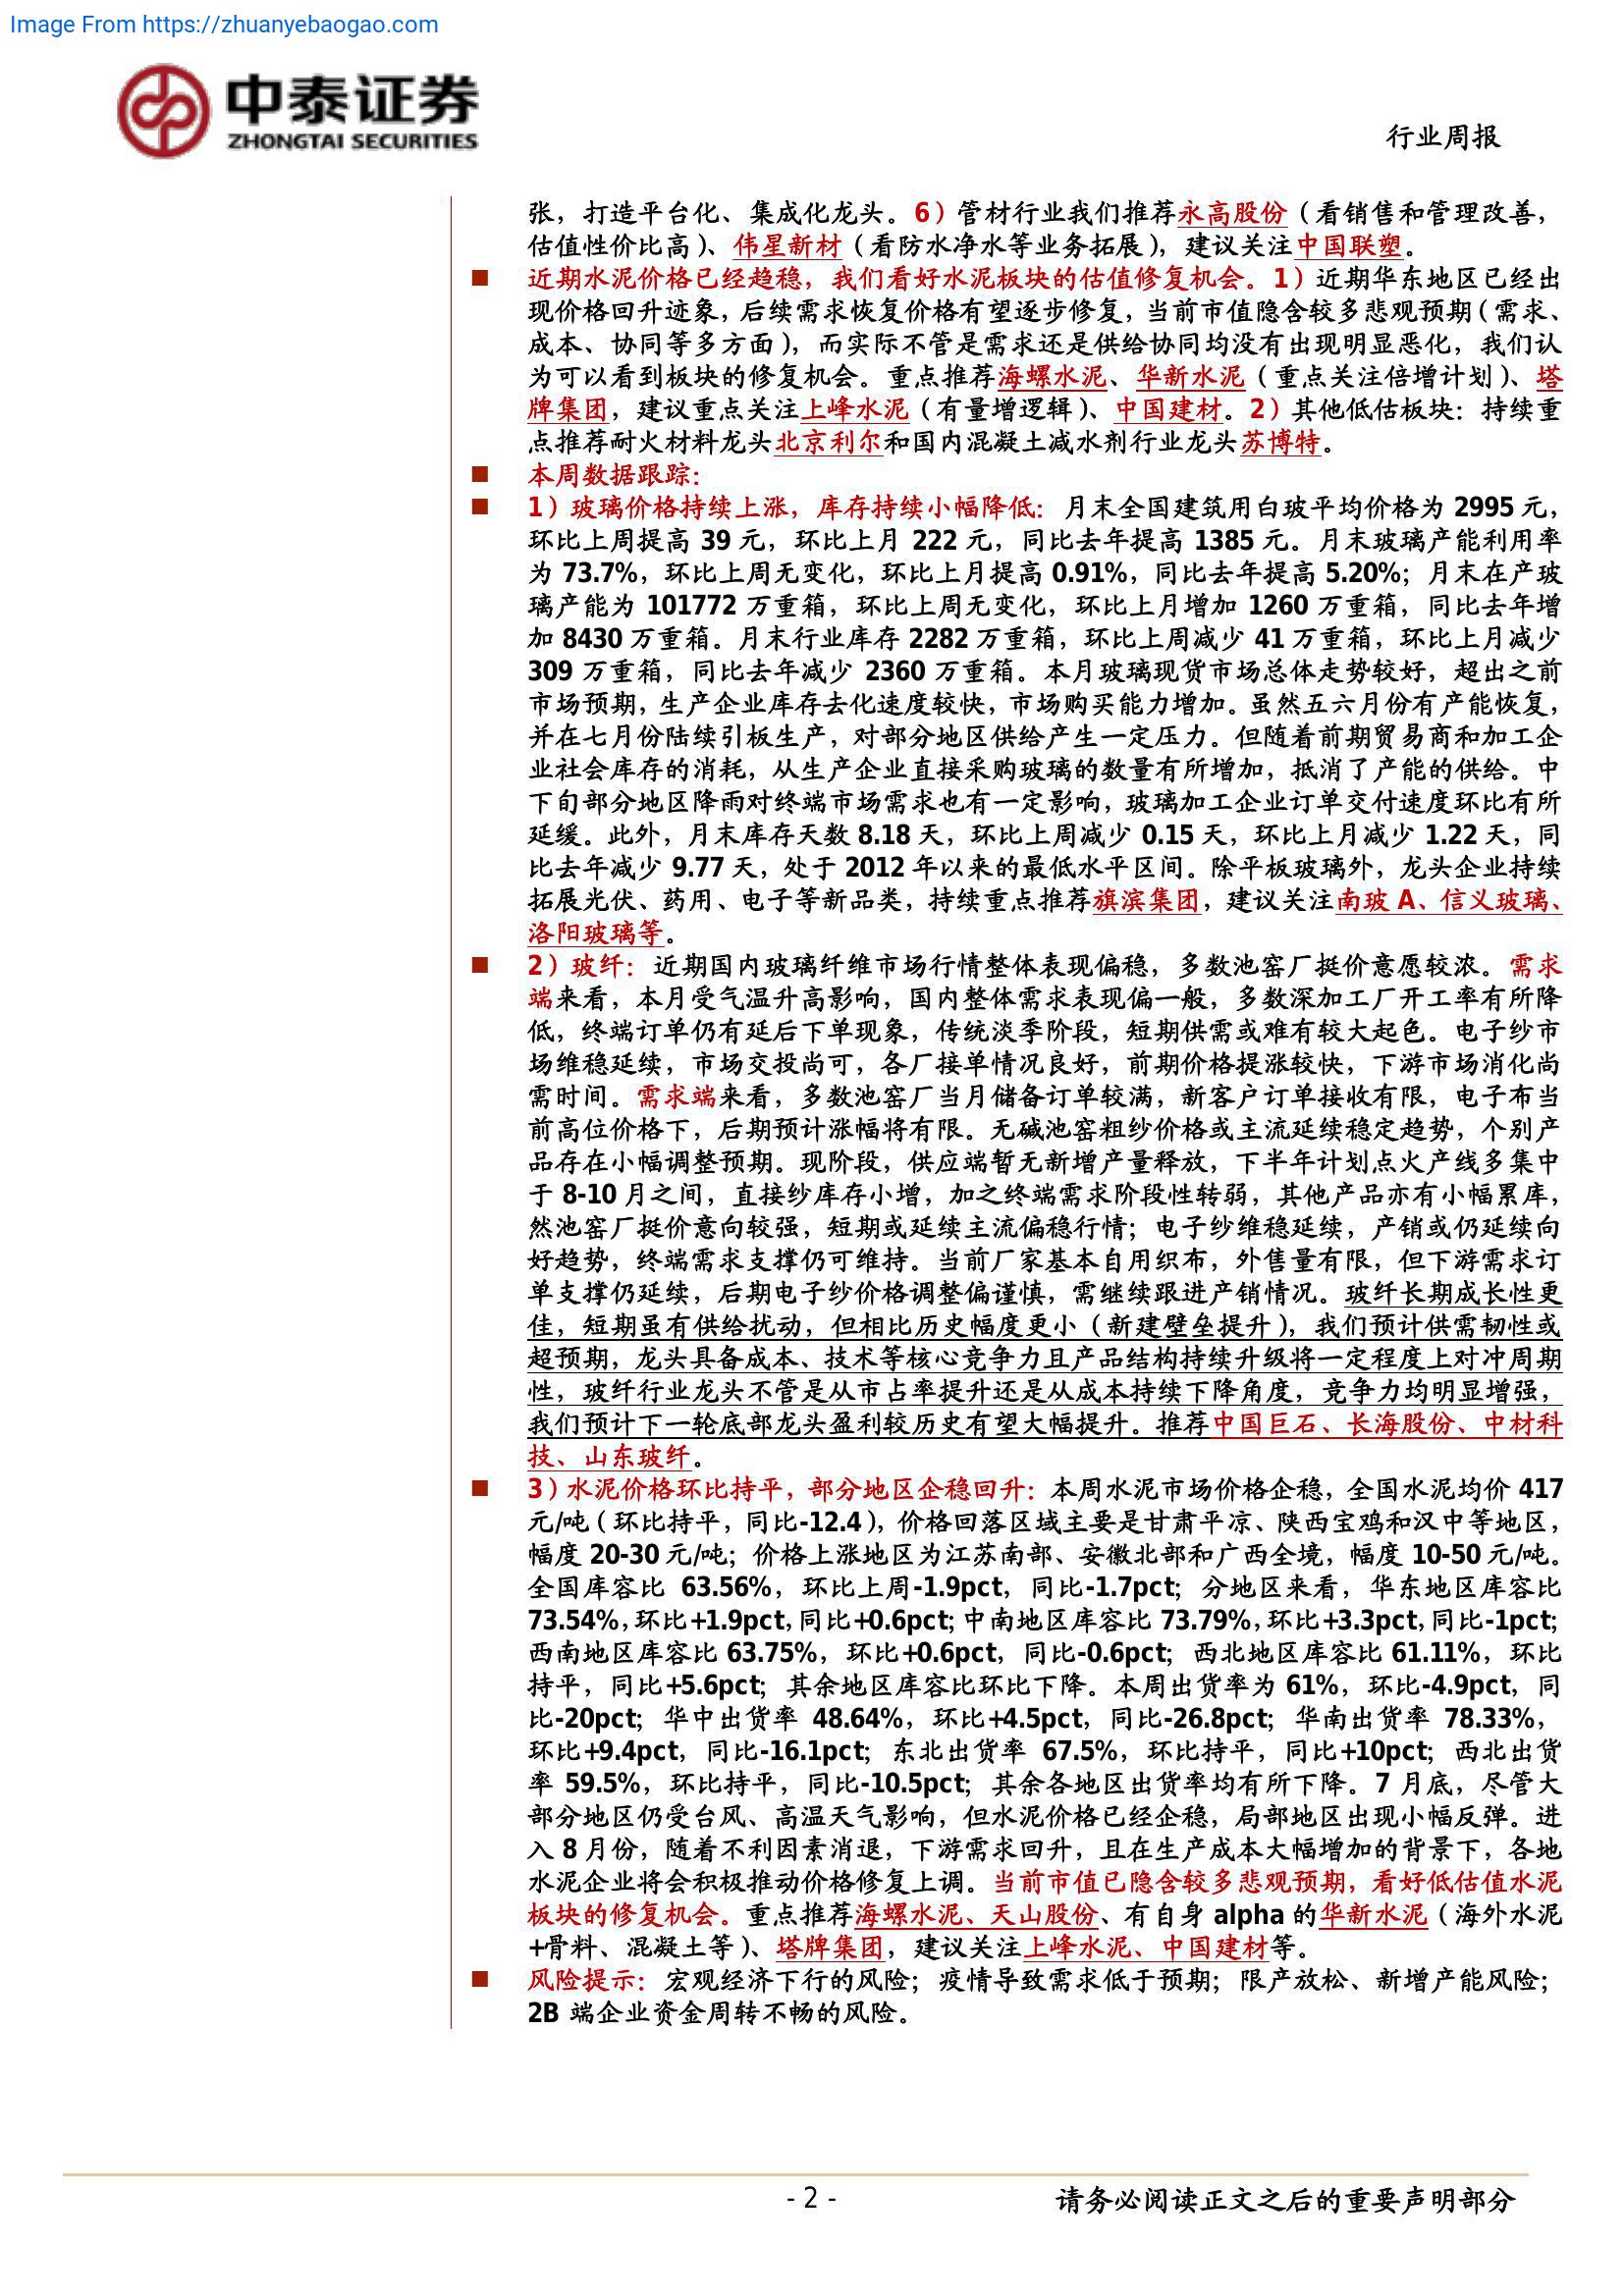 Image From https://zhuanyebaogao.com
中泰证券
ZHONGTAI SECURITIES
行业周报
张，打造平台化、集成化龙头。6）管材行业我们推荐永高股份（看销售和管理改善，
估值性价比高）、伟星新材（看防水净水等业务拓展），建议关注中国联塑。
■ 近期水泥价格已经趋稳，我们看好水泥板块的估值修复机会。1）近期华东地区已经出
现价格回升迹象，后续需求恢复价格有望逐步修复，当前市值隐含较多悲观预期（需求、
成本、协同等多方面），而实际不管是需求还是供给协同均没有出现明显恶化，我们认
为可以看到板块的修复机会。重点推荐海螺水泥、华新水泥（重点关注倍增计划）、塔
牌集团，建议重点关注上峰水泥（有量增逻辑）、中国建材。2）其他低估板块：持续重
点推荐耐火材料龙头北京利尔和国内混凝土减水剂行业龙头苏博特。
■ 本周数据跟踪：
■ 1）玻璃价格持续上涨，库存持续小幅降低：月末全国建筑用白玻平均价格为 2995 元，
环比上周提高 39 元，环比上月 222 元，同比去年提高 1385 元。月末玻璃产能利用率
为 73.7%，环比上周无变化，环比上月提高 0.91%，同比去年提高 5.20%；月末在产玻
璃产能为 101772 万重箱，环比上周无变化，环比上月增加 1260 万重箱，同比去年增
加 8430 万重箱。月末行业库存 2282 万重箱，环比上周减少 41 万重箱，环比上月减少
309 万重箱，同比去年减少 2360 万重箱。本月玻璃现货市场总体走势较好，超出之前
市场预期，生产企业库存去化速度较快，市场购买能力增加。虽然五六月份有产能恢复，
并在七月份陆续引板生产，对部分地区供给产生一定压力。但随着前期贸易商和加工企
业社会库存的消耗，从生产企业直接采购玻璃的数量有所增加，抵消了产能的供给。中
下旬部分地区降雨对终端市场需求也有一定影响，玻璃加工企业订单交付速度环比有所
延缓。此外，月末库存天数 8.18 天，环比上周减少 0.15 天，环比上月减少 1.22 天，同
比去年减少 9.77 天，处于 2012 年以来的最低水平区间。除平板玻璃外，龙头企业持续
拓展光伏、药用、电子等新品类，持续重点推荐旗滨集团，建议关注南玻 A、信义玻璃、
洛阳玻璃等。
■ 2）玻纤：近期国内玻璃纤维市场行情整体表现偏稳，多数池窑厂挺价意愿较浓。需求
端来看，本月受气温升高影响，国内整体需求表现偏一般，多数深加工厂开工率有所降
低，终端订单仍有延后下单现象，传统淡季阶段，短期供需或难有较大起色。电子纱市
场维稳延续，市场交投尚可，各厂接单情况良好，前期价格提涨较快，下游市场消化尚
需时间。需求端来看，多数池窑厂当月储备订单较满，新客户订单接收有限，电子布当
前高位价格下，后期预计涨幅将有限。无碱池窑粗纱价格或主流延续稳定趋势，个别产
品存在小幅调整预期。现阶段，供应端暂无新增产量释放，下半年计划点火产线多集中
于 8-10 月之间，直接纱库存小增，加之终端需求阶段性转弱，其他产品亦有小幅累库，
然池窑厂挺价意向较强，短期或延续主流偏稳行情；电子纱维稳延续，产销或仍延续向
好趋势，终端需求支撑仍可维持。当前厂家基本自用织布，外售量有限，但下游需求订
单支撑仍延续，后期电子纱价格调整偏谨慎，需继续跟进产销情况。玻纤长期成长性更
佳，短期虽有供给扰动，但相比历史幅度更小（新建壁垒提升），我们预计供需韧性或
超预期，龙头具备成本、技术等核心竞争力且产品结构持续升级将一定程度上对冲周期
性，玻纤行业龙头不管是从市占率提升还是从成本持续下降角度，竞争力均明显增强，
我们预计下一轮底部龙头盈利较历史有望大幅提升。推荐中国巨石、长海股份、中材科
技、山东玻纤。
■ 3）水泥价格环比持平，部分地区企稳回升：本周水泥市场价格企稳，全国水泥均价 417
元/吨（环比持平，同比-12.4），价格回落区域主要是甘肃平凉、陕西宝鸡和汉中等地区，
幅度 20-30 元/吨；价格上涨地区为江苏南部、安徽北部和广西全境，幅度 10-50 元/吨。
全国库容比 63.56%，环比上周-1.9pct，同比-1.7pct；分地区来看，华东地区库容比
73.54%，环比+1.9pct，同比+0.6pct；中南地区库容比 73.79%，环比+3.3pct，同比-1pct；
西南地区库容比 63.75%，环比+0.6pct，同比-0.6pct；西北地区库容比 61.11%，环比
持平，同比+5.6pct；其余地区库容比环比下降。本周出货率为 61%，环比-4.9pct，同
比-20pct；华中出货率 48.64%，环比+4.5pct，同比-26.8pct；华南出货率 78.33%，
环比+9.4pct，同比-16.1pct；东北出货率 67.5%，环比持平，同比+10pct；西北出货
率 59.5%，环比持平，同比-10.5pct；其余各地区出货率均有所下降。7 月底，尽管大
部分地区仍受台风、高温天气影响，但水泥价格已经企稳，局部地区出现小幅反弹。进
入 8 月份，随着不利因素消退，下游需求回升，且在生产成本大幅增加的背景下，各地
水泥企业将会积极推动价格修复上调。当前市值已隐含较多悲观预期，看好低估值水泥
板块的修复机会。重点推荐海螺水泥、天山股份、有自身 alpha 的华新水泥（海外水泥
+骨料、混凝土等）、塔牌集团，建议关注上峰水泥、中国建材等。
■ 风险提示：宏观经济下行的风险；疫情导致需求低于预期；限产放松、新增产能风险；
2B 端企业资金周转不畅的风险。
- 2 -
请务必阅读正文之后的重要声明部分